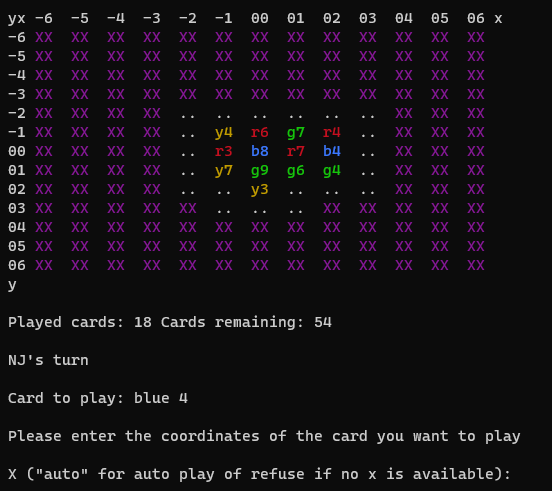 yx -6  -5  -4  -3  -2  -1  00  01  02  03  04  05  06 x
-6 XX  XX  XX  XX  XX  XX  XX  XX  XX  XX  XX  XX  XX
-5 XX  XX  XX  XX  XX  XX  XX  XX  XX  XX  XX  XX  XX
-4 XX  XX  XX  XX  XX  XX  XX  XX  XX  XX  XX  XX  XX
-3 XX  XX  XX  XX  XX  XX  XX  XX  XX  XX  XX  XX  XX
-2 XX  XX  XX  XX  ..  ..  ..  ..  ..  ..  XX  XX  XX
-1 XX  XX  XX  XX  ..  y4  r6  g7  r4  ..  XX  XX  XX
00 XX  XX  XX  XX  ..  r3  b8  r7  b4  ..  XX  XX  XX
01 XX  XX  XX  XX  ..  y7  g9  g6  g4  ..  XX  XX  XX
02 XX  XX  XX  XX  ..  ..  y3  ..  ..  ..  XX  XX  XX
03 XX  XX  XX  XX  XX  ..  ..  ..  XX  XX  XX  XX  XX
04 XX  XX  XX  XX  XX  XX  XX  XX  XX  XX  XX  XX  XX
05 XX  XX  XX  XX  XX  XX  XX  XX  XX  XX  XX  XX  XX
06 XX  XX  XX  XX  XX  XX  XX  XX  XX  XX  XX  XX  XX
y
Played cards: 18 Cards remaining: 54
NJ's turn
Card to play: blue 4
Please enter the coordinates of the card you want to play
X ("auto" for auto play of refuse if no x is available):